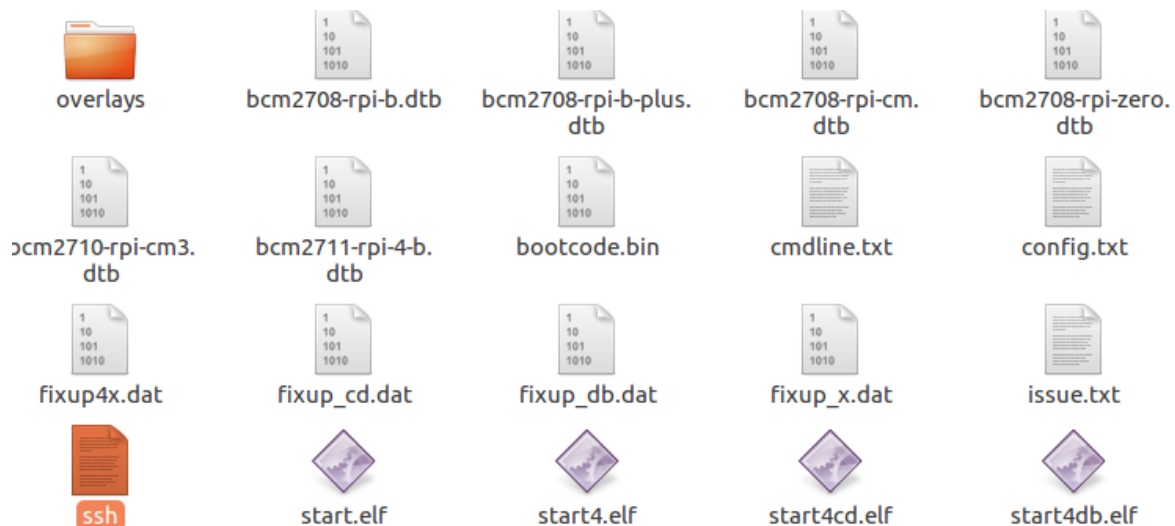 overlays
bcm2708-rpi-b.dtb
bcm2708-rpi-b-plus.
dtb
bcm2708-rpi-cm.
dtb
bcm2708-rpi-zero.
dtb
bcm2710-rpi-cm3.
dtb
bcm2711-rpi-4-b.
dtb
bootcode.bin
cmdline.txt
config.txt
fixup4x.dat
fixup_cd.dat
fixup_db.dat
fixup_x.dat
issue.txt
ssh
start.elf
start4.elf
start4cd.elf
start4db.elf